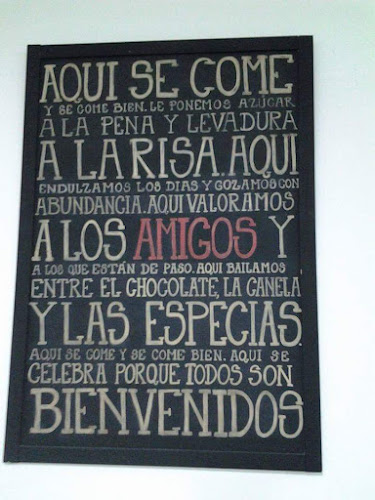 AQUI SE COME
Y SE COME BIEN. LE PONEMOS AZÚCAR
A LA PENA Y LEVADURA
A LA RISA. AQUI
ENDULZAMOS LOS DIAS Y GOZAMOS CON
ABUNDANCIA. AQUI VALORAMOS
A LOS AMIGOS Y
A LOS QUE ESTÁN DE PASO. AQUI BAILAMOS
ENTRE EL CHOCOLATE, LA CANELA
Y LAS ESPECIAS.
AQUI SE COME Y SE COME BIEN. AQUI SE
CELEBRA PORQUE TODOS SON
BIENVENIDOS